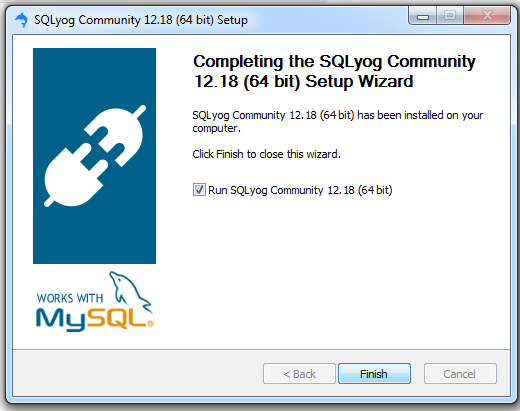 SQLyog Community 12.18 (64 bit) Setup
Completing the SQLyog Community
12.18 (64 bit) Setup Wizard
SQLyog Community 12.18 (64 bit) has been installed on your
computer.
Click Finish to close this wizard.
Run SQLyog Community 12.18 (64 bit)
WORKS WITH
MySQL®
< Back
Finish
Cancel